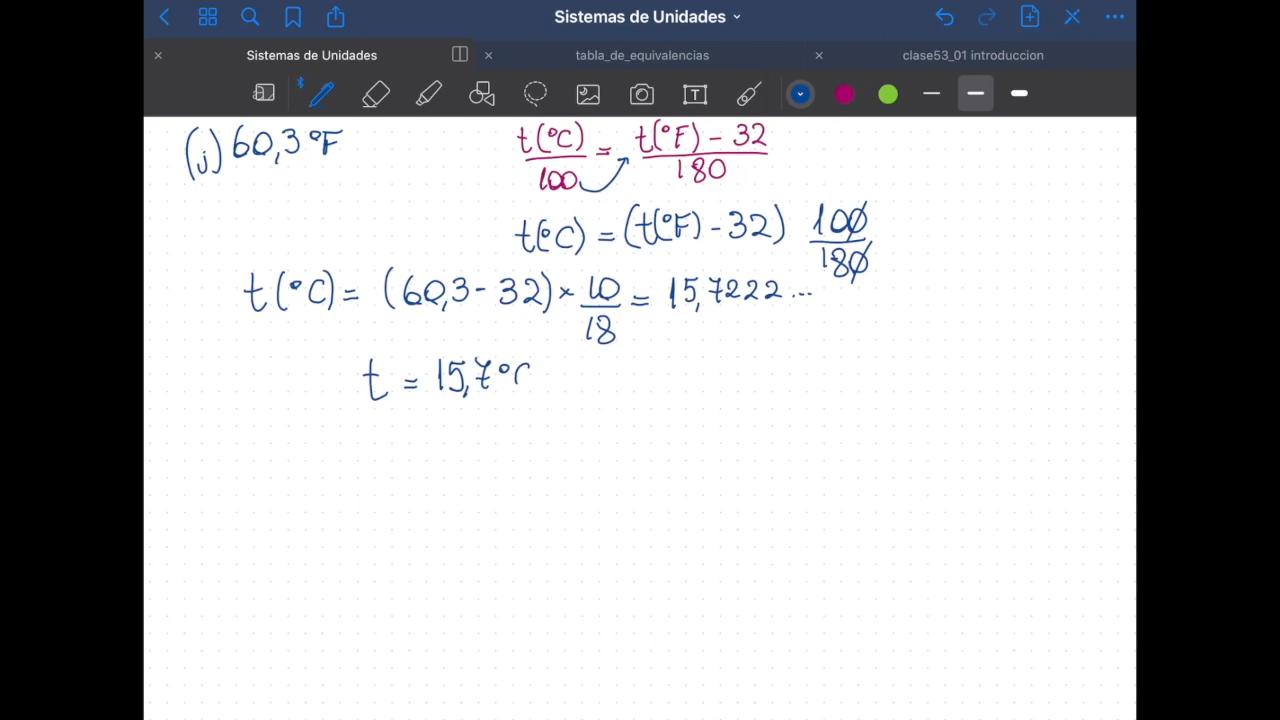 Sistemas de Unidades
Sistemas de Unidades
tabla_de_equivalencias
clase53_01 introduccion
(j) 60,3 °F
t(°C)/100 = t(°F) - 32/180
t(°C) = (t(°F) - 32) 100/180
t(°C) = (60,3 - 32) × 10/18 = 15,7222...
t = 15,7°C